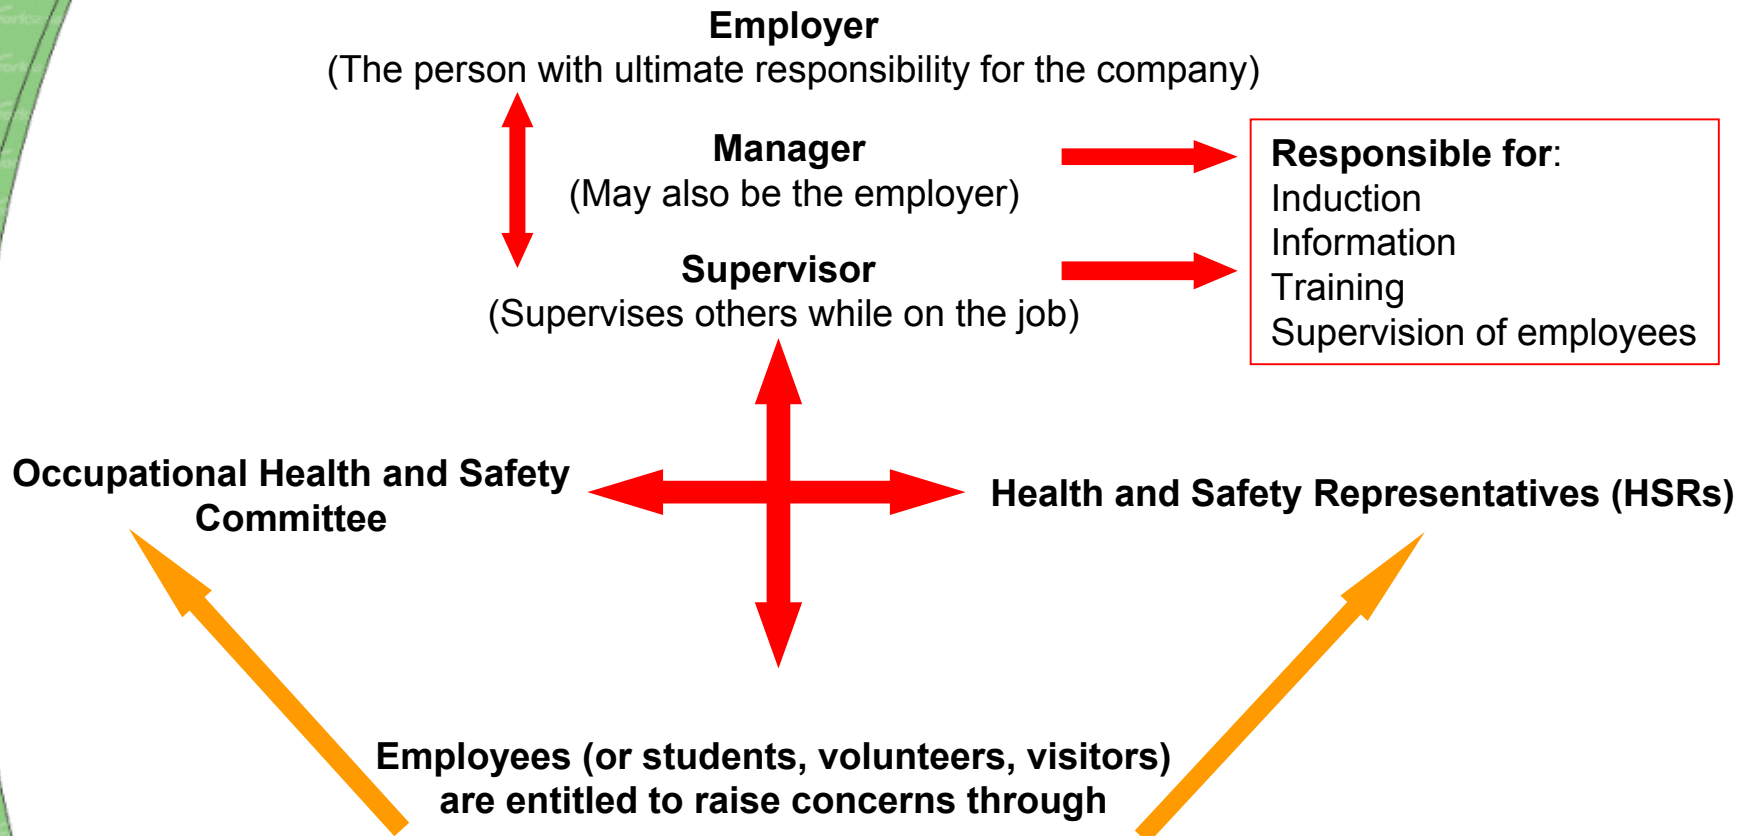 Employer
(The person with ultimate responsibility for the company)
Manager
(May also be the employer)
Supervisor
(Supervises others while on the job)
Responsible for:
Induction
Information
Training
Supervision of employees
Occupational Health and Safety
Committee
Health and Safety Representatives (HSRs)
Employees (or students, volunteers, visitors)
are entitled to raise concerns through